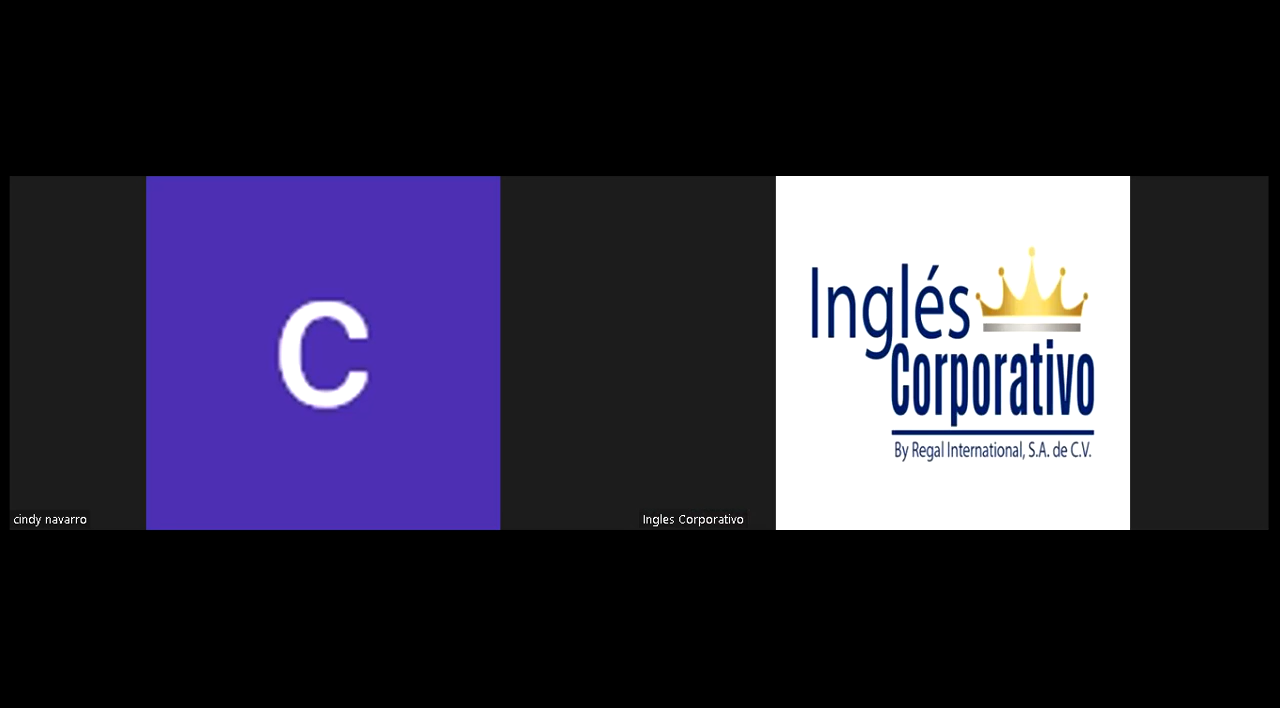 C
cindy navarro
Inglés
Corporativo
By Regal International, S.A. de C.V.
Ingles Corporativo